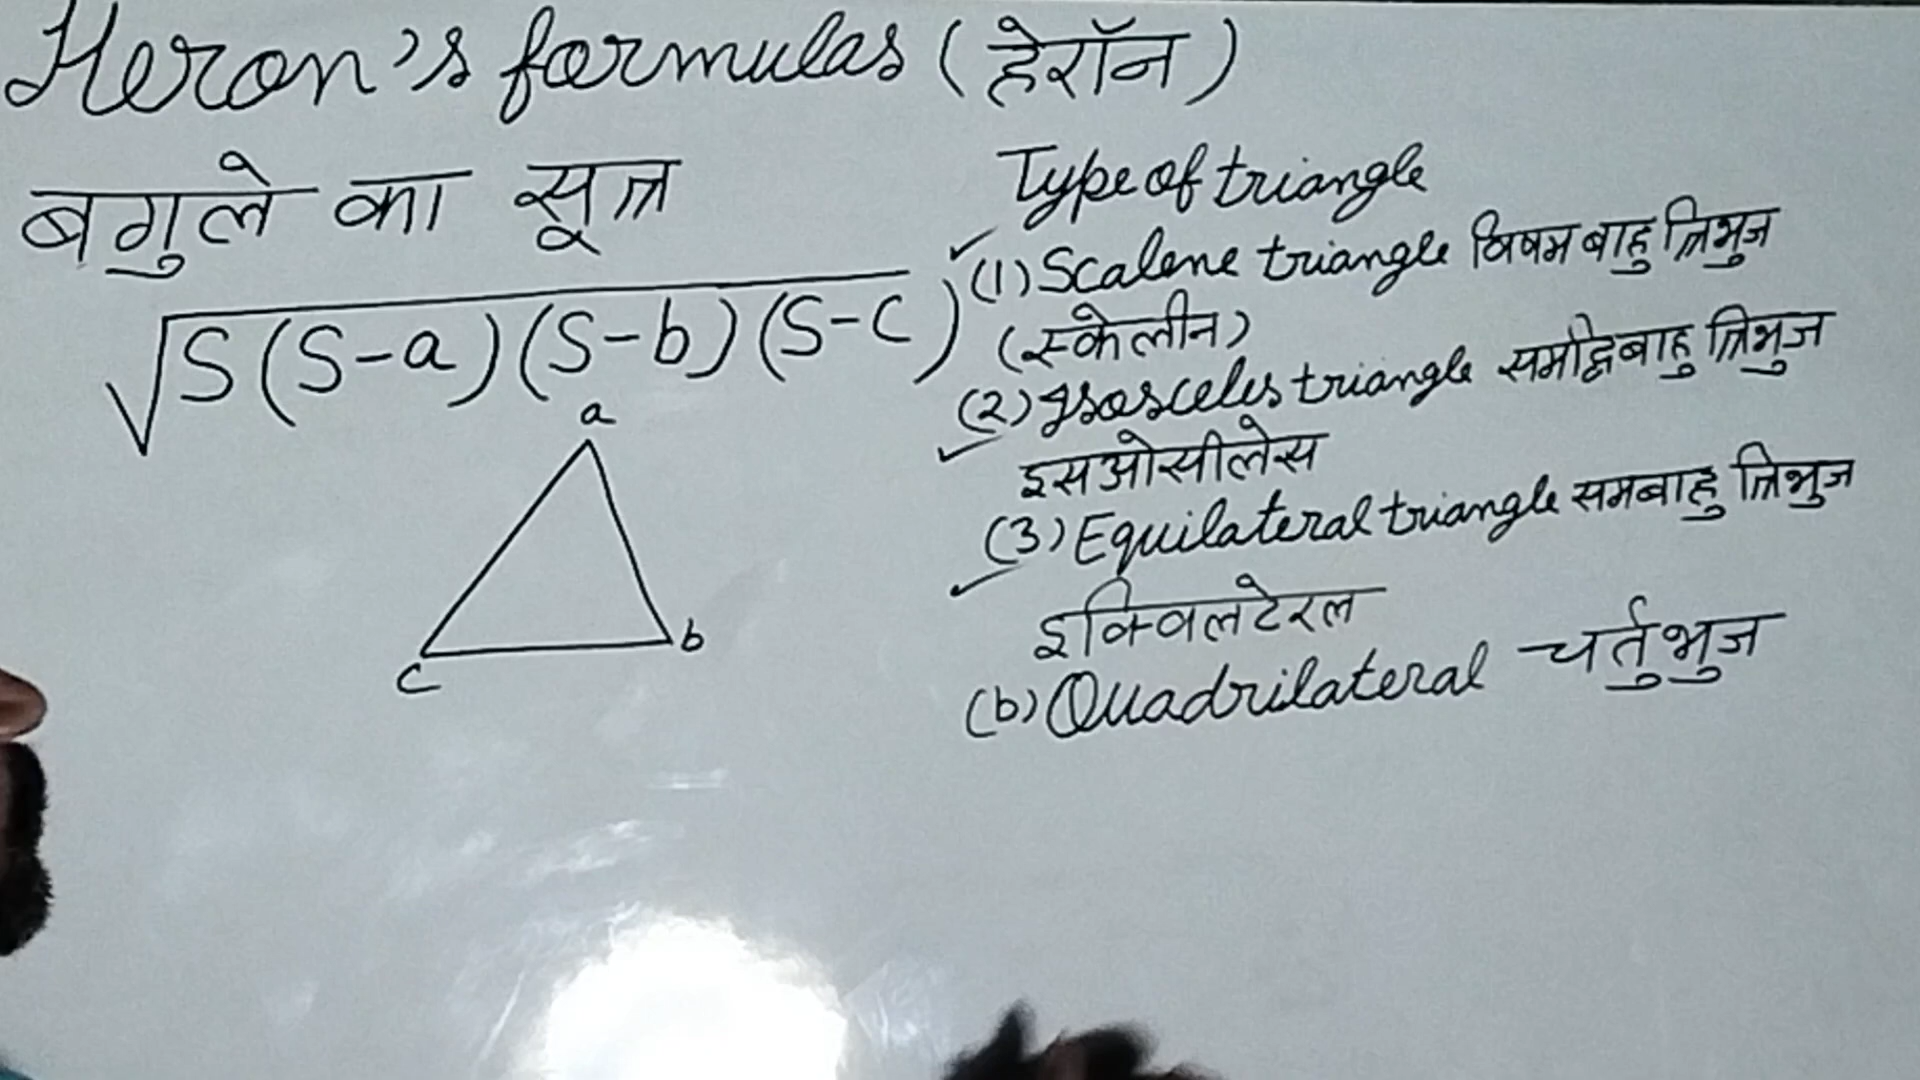 Heron's formulas (हेरॉन)
बगुले का सूत्र
√S(S-a)(S-b)(S-c)
a
c
b
Type of triangle
(1) Scalene triangle विषम बाहु त्रिभुज
(स्केलीन)
(2) Isosceles triangle समद्विबाहु त्रिभुज
इसओसीलेस
(3) Equilateral triangle समबाहु त्रिभुज
इक्विलटेरल
(b) Quadrilateral चर्तुभुज